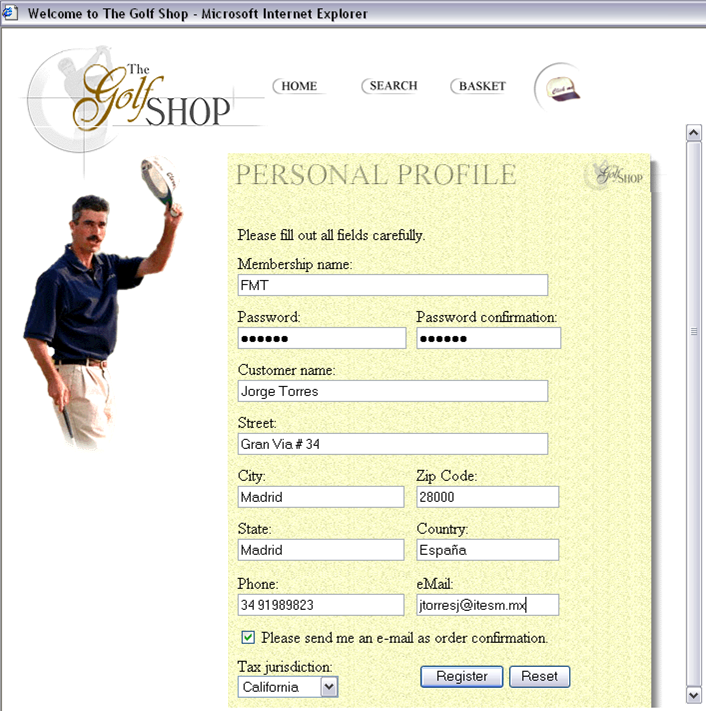 Welcome to The Golf Shop - Microsoft Internet Explorer
The
Golf
SHOP
HOME SEARCH BASKET Click me
PERSONAL PROFILE
Golf SHOP
Please fill out all fields carefully.
Membership name:
FMT
Password: Password confirmation:
●●●●●● ●●●●●●
Customer name:
Jorge Torres
Street:
Gran Via # 34
City: Zip Code:
Madrid 28000
State: Country:
Madrid España
Phone: eMail:
34 91989823 jtorresj@itesm.mx
Please send me an e-mail as order confirmation.
Tax jurisdiction:
California Register Reset